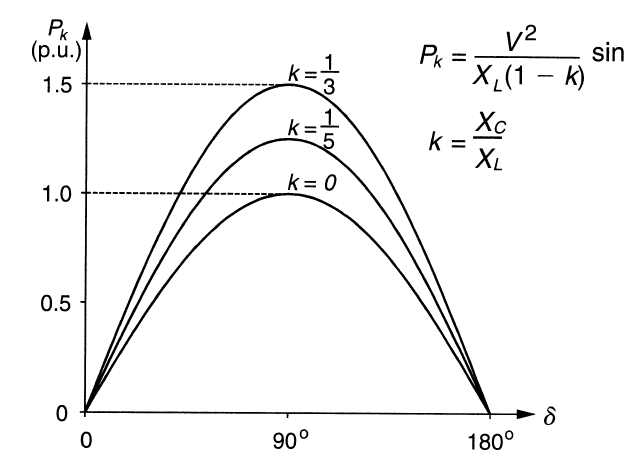 P_k
(p.u.)
P_k = V² / X_L(1 − k) sin
k = X_C / X_L
1.5
1.0
0.5
0
k = 1/3
k = 1/5
k = 0
0
90°
180°
δ